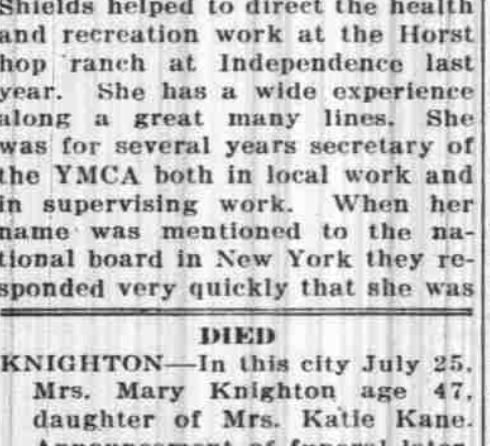 Shields helped to direct the health
and recreation work at the Horst
hop ranch at Independence last
year. She has a wide experience
along a great many lines. She
was for several years secretary of
the YMCA both in local work and
in supervising work. When her
name was mentioned to the na-
tional board in New York they re-
sponded very quickly that she was
DIED
KNIGHTON—In this city July 25,
Mrs. Mary Knighton age 47,
daughter of Mrs. Katie Kane.
Announcement of funeral